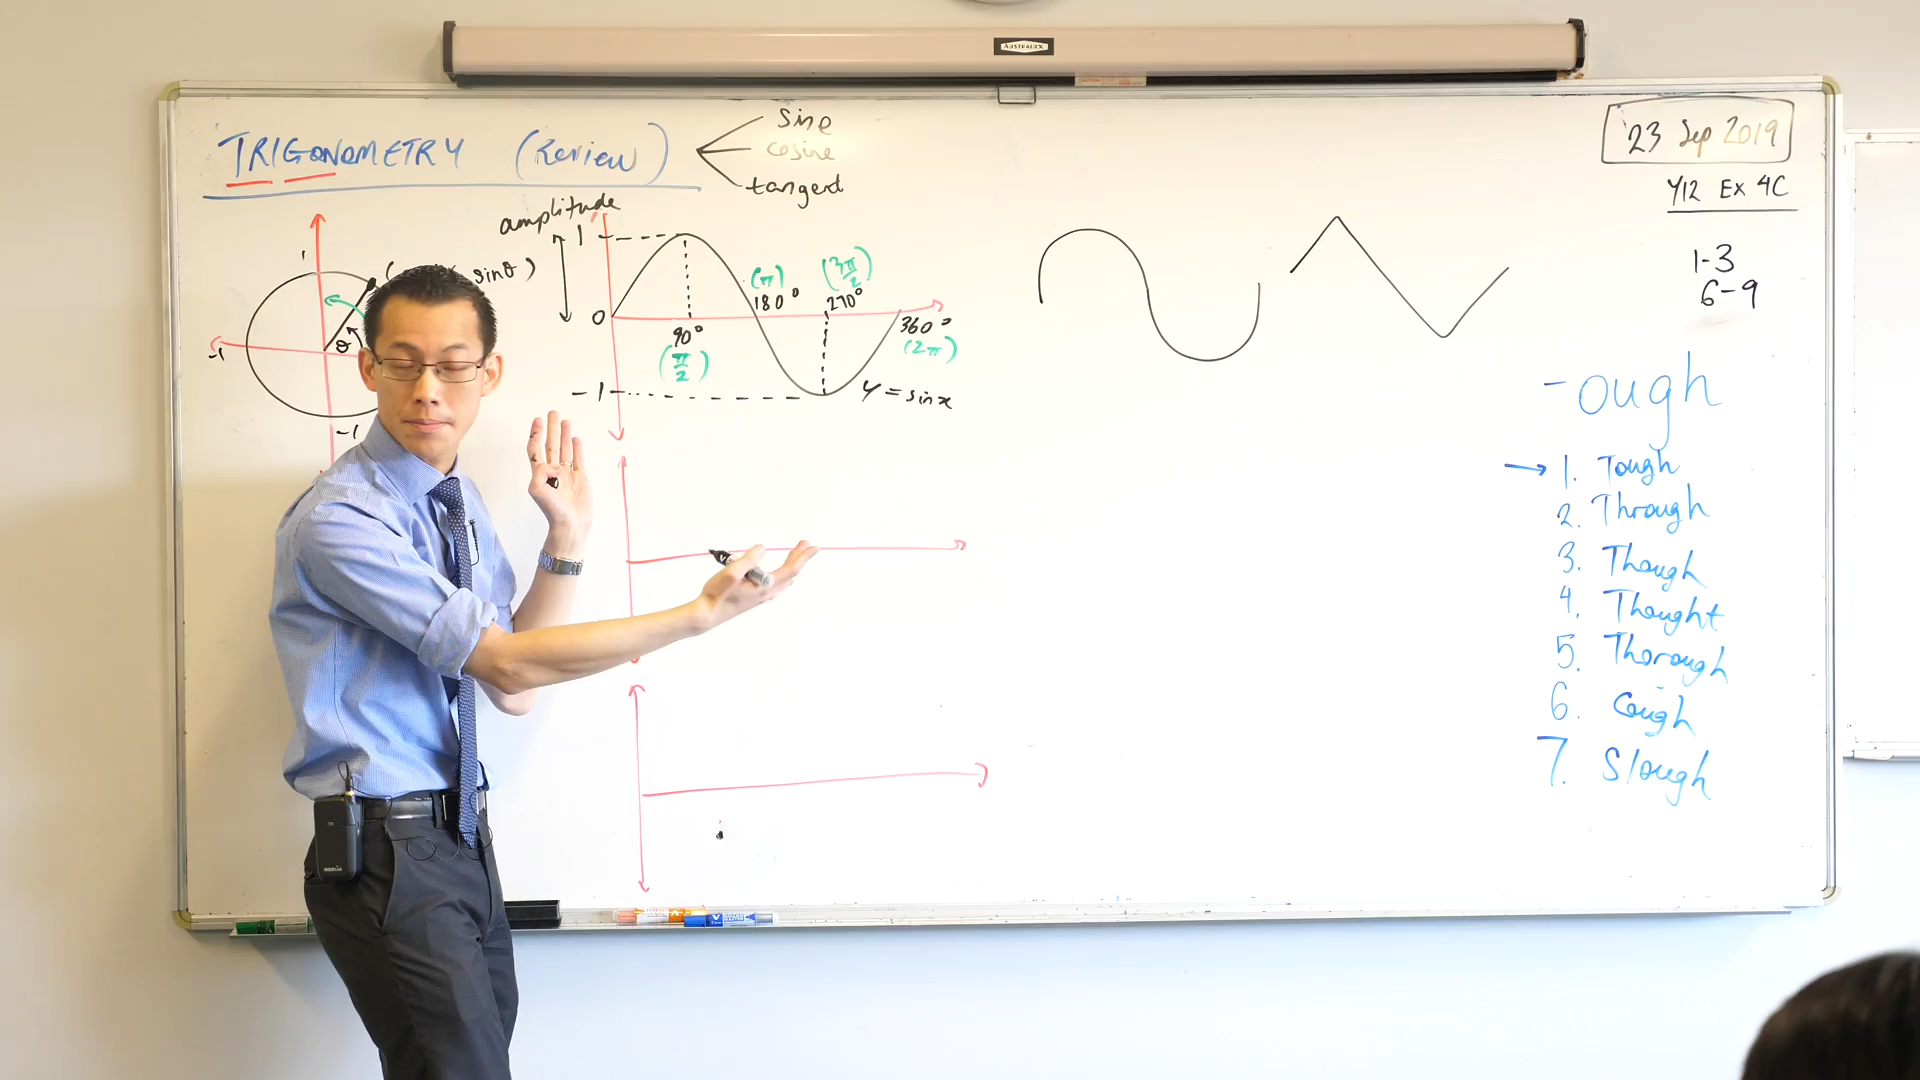 AUSTRALEX
TRIGONOMETRY (Review)
Sine
cosine
tangent
23 Sep 2019
Y12 Ex 4C
1-3
6-9
amplitude
1
1
sinθ)
-1
θ
-1
0
90°
(π/2)
(π)
180°
(3π/2)
270°
360°
(2π)
-1
y = sin x
-ough
→ 1. Tough
2. Through
3. Though
4. Thought
5. Thorough
6. Cough
7. Slough